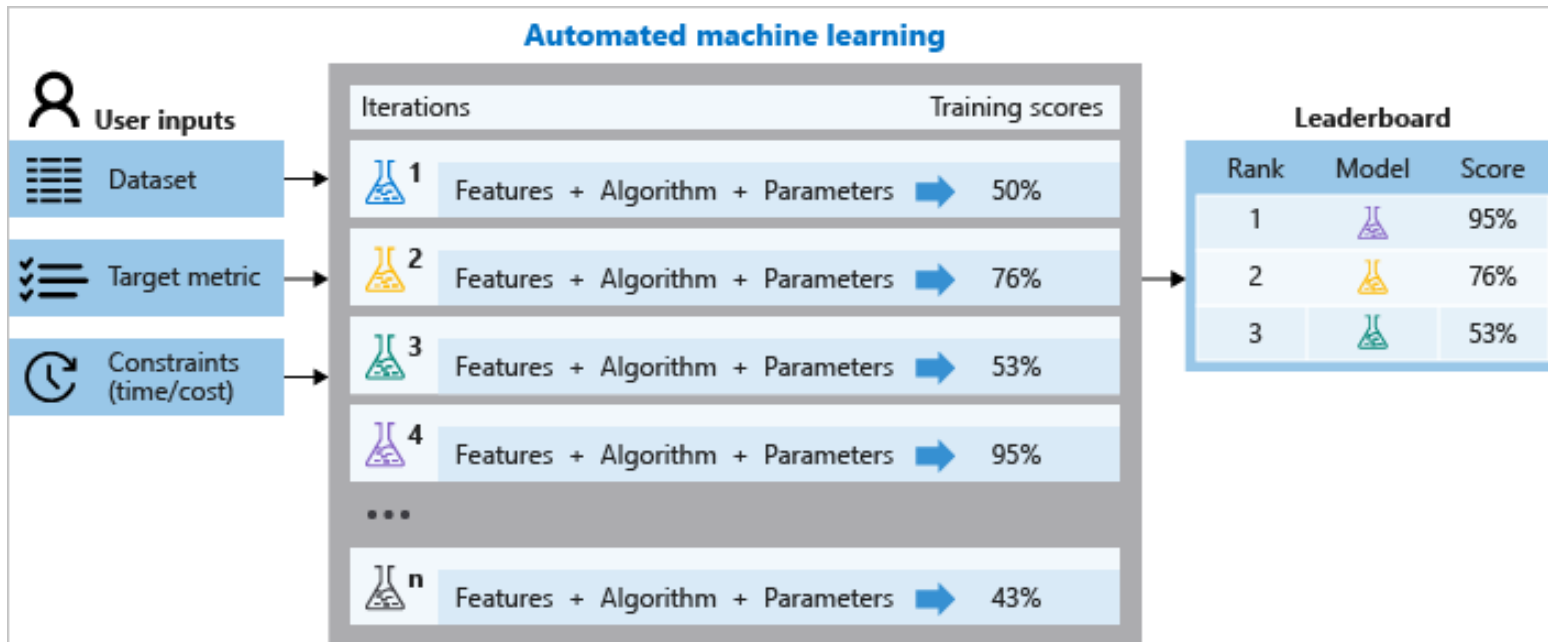 Automated machine learning
User inputs
Dataset
Target metric
Constraints
(time/cost)
Iterations Training scores
1 Features + Algorithm + Parameters 50%
2 Features + Algorithm + Parameters 76%
3 Features + Algorithm + Parameters 53%
4 Features + Algorithm + Parameters 95%
•••
n Features + Algorithm + Parameters 43%
Leaderboard
Rank Model Score
1 95%
2 76%
3 53%